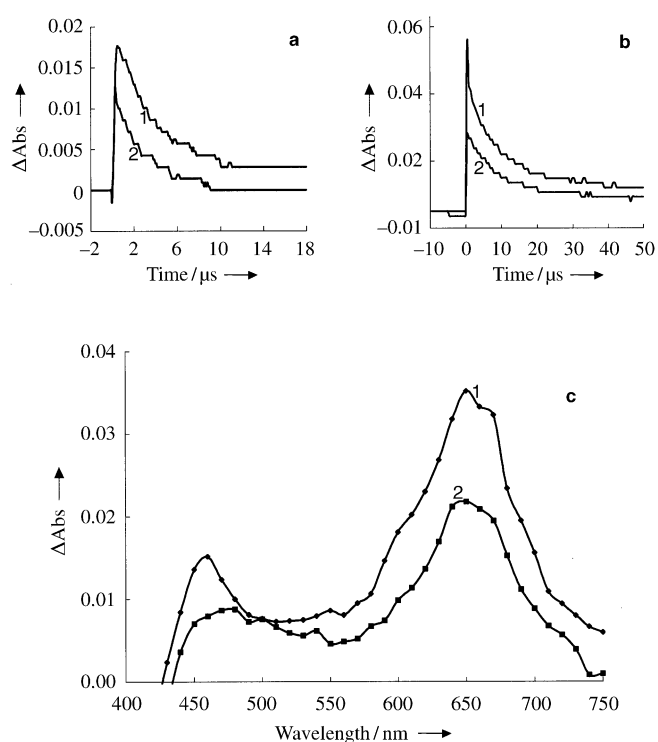 a
0.02
0.015
0.01
0.005
0
–0.005
ΔAbs
1
2
–2 2 6 10 14 18
Time / μs
b
0.06
0.04
0.02
–0.01
ΔAbs
1
2
–10 0 10 20 30 40 50
Time / μs
c
0.04
0.03
0.02
0.01
0.00
ΔAbs
1
2
400 450 500 550 600 650 700 750
Wavelength / nm